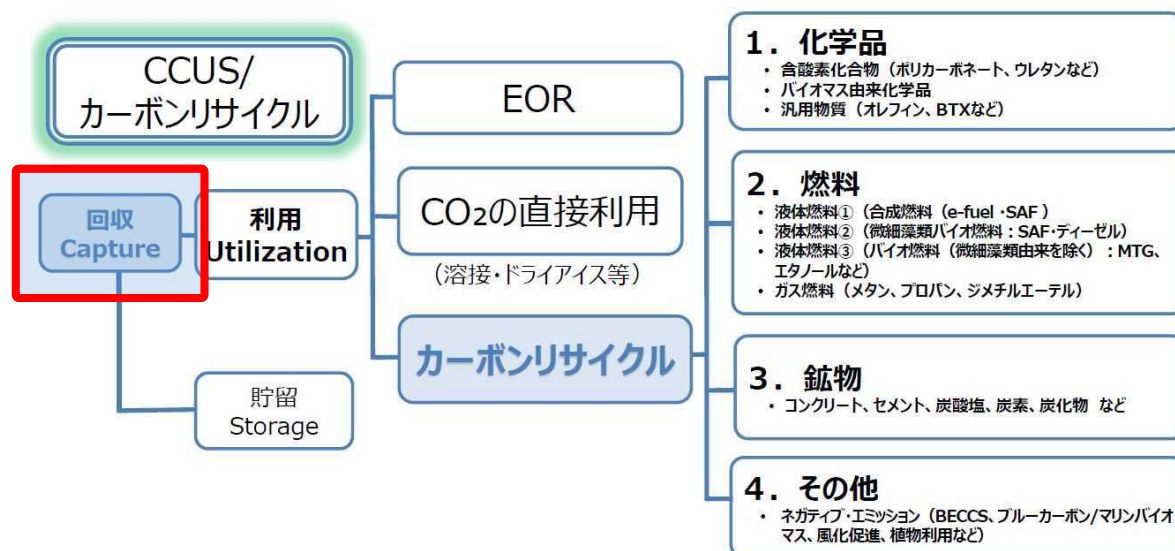 CCUS/
カーボンリサイクル
回収
Capture
利用
Utilization
貯留
Storage
EOR
CO₂の直接利用
（溶接・ドライアイス等）
カーボンリサイクル
１．化学品
・ 含酸素化合物（ポリカーボネート、ウレタンなど）
・ バイオマス由来化学品
・ 汎用物質（オレフィン、BTXなど）
２．燃料
・ 液体燃料①（合成燃料（e-fuel・SAF）
・ 液体燃料②（微細藻類バイオ燃料：SAF・ディーゼル）
・ 液体燃料③（バイオ燃料（微細藻類由来を除く）：MTG、
エタノールなど）
・ ガス燃料（メタン、プロパン、ジメチルエーテル）
３．鉱物
・ コンクリート、セメント、炭酸塩、炭素、炭化物 など
４．その他
・ ネガティブ・エミッション（BECCS、ブルーカーボン/マリンバイオ
マス、風化促進、植物利用など）